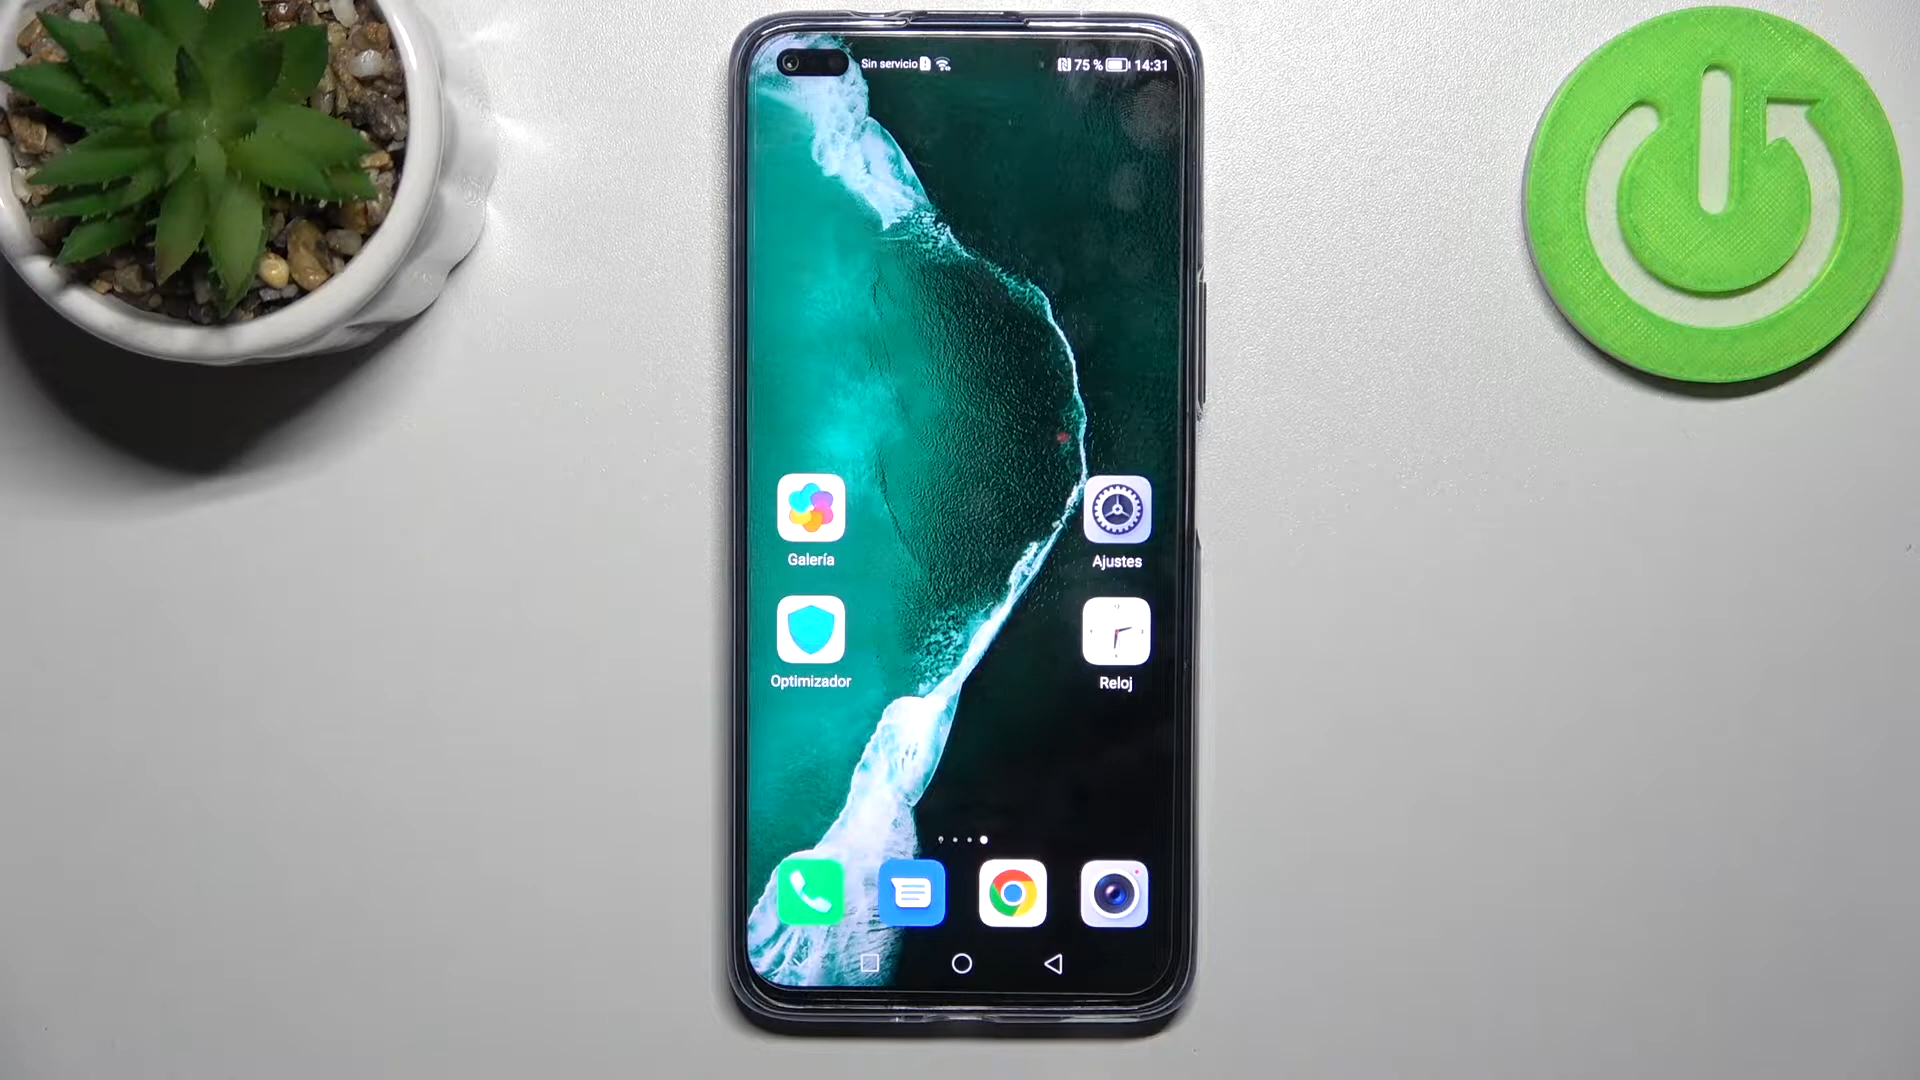 Sin servicio 75 % 14:31
Galería Ajustes
Optimizador Reloj